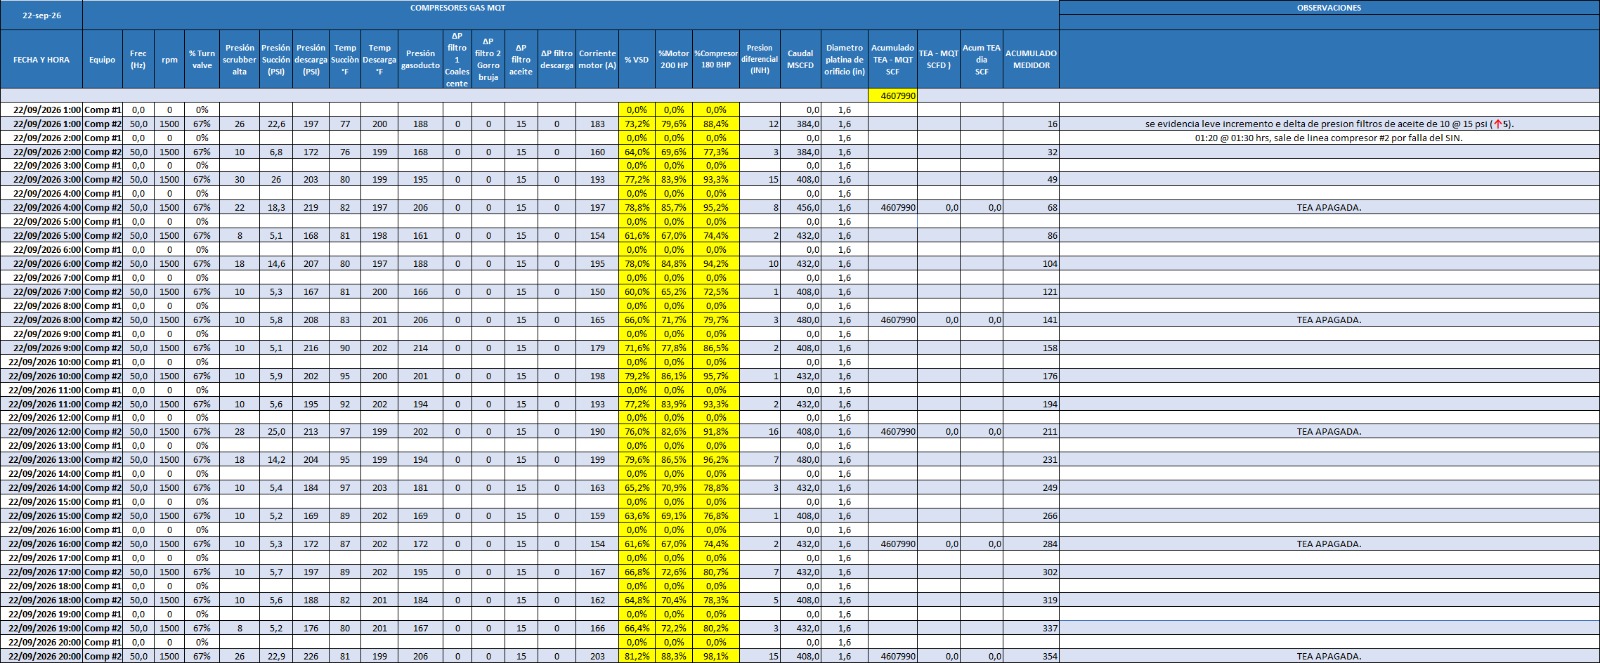 22-sep-26 COMPRESORES GAS MQT OBSERVACIONES
FECHA Y HORA Equipo Frec (Hz) rpm % Turn valve Presión scrubber alta Presión Succión (PSI) Presión descarga (PSI) Temp Succión °F Temp Descarga °F Presión gasoducto ΔP filtro 1 Coalescente ΔP filtro 2 Gorro bruja ΔP filtro aceite ΔP filtro descarga Corriente motor (A) % VSD %Motor 200 HP %Compresor 180 BHP Presion diferencial (INH) Caudal MSCFD Diametro platina de orificio (in) Acumulado TEA - MQT SCF TEA - MQT SCFD ) Acum TEA dia SCF ACUMULADO MEDIDOR
4607990
22/09/2026 1:00 Comp #1 0,0 0 0% 0,0% 0,0% 0,0% 0,0 1,6
22/09/2026 1:00 Comp #2 50,0 1500 67% 26 22,6 197 77 200 188 0 0 15 0 183 73,2% 79,6% 88,4% 12 384,0 1,6 16 se evidencia leve incremento e delta de presion filtros de aceite de 10 @ 15 psi (↑5).
22/09/2026 2:00 Comp #1 0,0 0 0% 0,0% 0,0% 0,0% 0,0 1,6 01:20 @ 01:30 hrs, sale de linea compresor #2 por falla del SIN.
22/09/2026 2:00 Comp #2 50,0 1500 67% 10 6,8 172 76 199 168 0 0 15 0 160 64,0% 69,6% 77,3% 3 384,0 1,6 32
22/09/2026 3:00 Comp #1 0,0 0 0% 0,0% 0,0% 0,0% 0,0 1,6
22/09/2026 3:00 Comp #2 50,0 1500 67% 30 26 203 80 199 195 0 0 15 0 193 77,2% 83,9% 93,3% 15 408,0 1,6 49
22/09/2026 4:00 Comp #1 0,0 0 0% 0,0% 0,0% 0,0% 0,0 1,6
22/09/2026 4:00 Comp #2 50,0 1500 67% 22 18,3 219 82 197 206 0 0 15 0 197 78,8% 85,7% 95,2% 8 456,0 1,6 4607990 0,0 0,0 68 TEA APAGADA.
22/09/2026 5:00 Comp #1 0,0 0 0% 0,0% 0,0% 0,0% 0,0 1,6
22/09/2026 5:00 Comp #2 50,0 1500 67% 8 5,1 168 81 198 161 0 0 15 0 154 61,6% 67,0% 74,4% 2 432,0 1,6 86
22/09/2026 6:00 Comp #1 0,0 0 0% 0,0% 0,0% 0,0% 0,0 1,6
22/09/2026 6:00 Comp #2 50,0 1500 67% 18 14,6 207 80 197 188 0 0 15 0 195 78,0% 84,8% 94,2% 10 432,0 1,6 104
22/09/2026 7:00 Comp #1 0,0 0 0% 0,0% 0,0% 0,0% 0,0 1,6
22/09/2026 7:00 Comp #2 50,0 1500 67% 10 5,3 167 81 200 166 0 0 15 0 150 60,0% 65,2% 72,5% 1 408,0 1,6 121
22/09/2026 8:00 Comp #1 0,0 0 0% 0,0% 0,0% 0,0% 0,0 1,6
22/09/2026 8:00 Comp #2 50,0 1500 67% 10 5,8 208 83 201 206 0 0 15 0 165 66,0% 71,7% 79,7% 3 480,0 1,6 4607990 0,0 0,0 141 TEA APAGADA.
22/09/2026 9:00 Comp #1 0,0 0 0% 0,0% 0,0% 0,0% 0,0 1,6
22/09/2026 9:00 Comp #2 50,0 1500 67% 10 5,1 216 90 202 214 0 0 15 0 179 71,6% 77,8% 86,5% 2 408,0 1,6 158
22/09/2026 10:00 Comp #1 0,0 0 0% 0,0% 0,0% 0,0% 0,0 1,6
22/09/2026 10:00 Comp #2 50,0 1500 67% 10 5,9 202 95 200 201 0 0 15 0 198 79,2% 86,1% 95,7% 1 432,0 1,6 176
22/09/2026 11:00 Comp #1 0,0 0 0% 0,0% 0,0% 0,0% 0,0 1,6
22/09/2026 11:00 Comp #2 50,0 1500 67% 10 5,6 195 92 202 194 0 0 15 0 193 77,2% 83,9% 93,3% 2 432,0 1,6 194
22/09/2026 12:00 Comp #1 0,0 0 0% 0,0% 0,0% 0,0% 0,0 1,6
22/09/2026 12:00 Comp #2 50,0 1500 67% 28 25,0 213 97 199 202 0 0 15 0 190 76,0% 82,6% 91,8% 16 408,0 1,6 4607990 0,0 0,0 211 TEA APAGADA.
22/09/2026 13:00 Comp #1 0,0 0 0% 0,0% 0,0% 0,0% 0,0 1,6
22/09/2026 13:00 Comp #2 50,0 1500 67% 18 14,2 204 95 199 194 0 0 15 0 199 79,6% 86,5% 96,2% 7 480,0 1,6 231
22/09/2026 14:00 Comp #1 0,0 0 0% 0,0% 0,0% 0,0% 0,0 1,6
22/09/2026 14:00 Comp #2 50,0 1500 67% 10 5,4 184 97 203 181 0 0 15 0 163 65,2% 70,9% 78,8% 3 432,0 1,6 249
22/09/2026 15:00 Comp #1 0,0 0 0% 0,0% 0,0% 0,0% 0,0 1,6
22/09/2026 15:00 Comp #2 50,0 1500 67% 10 5,2 169 89 202 169 0 0 15 0 159 63,6% 69,1% 76,8% 1 432,0 1,6 266
22/09/2026 16:00 Comp #1 0,0 0 0% 0,0% 0,0% 0,0% 0,0 1,6
22/09/2026 16:00 Comp #2 50,0 1500 67% 10 5,3 172 87 202 172 0 0 15 0 154 61,6% 67,0% 74,4% 2 432,0 1,6 4607990 0,0 0,0 284 TEA APAGADA.
22/09/2026 17:00 Comp #1 0,0 0 0% 0,0% 0,0% 0,0% 0,0 1,6
22/09/2026 17:00 Comp #2 50,0 1500 67% 10 5,7 197 89 202 195 0 0 15 0 167 66,8% 72,6% 80,7% 7 432,0 1,6 302
22/09/2026 18:00 Comp #1 0,0 0 0% 0,0% 0,0% 0,0% 0,0 1,6
22/09/2026 18:00 Comp #2 50,0 1500 67% 10 5,6 188 82 201 184 0 0 15 0 162 64,8% 70,4% 78,3% 5 408,0 1,6 319
22/09/2026 19:00 Comp #1 0,0 0 0% 0,0% 0,0% 0,0% 0,0 1,6
22/09/2026 19:00 Comp #2 50,0 1500 67% 8 5,2 176 80 201 167 0 0 15 0 166 66,4% 72,2% 80,2% 3 432,0 1,6 337
22/09/2026 20:00 Comp #1 0,0 0 0% 0,0% 0,0% 0,0% 0,0 1,6
22/09/2026 20:00 Comp #2 50,0 1500 67% 26 22,9 226 81 199 206 0 0 15 0 203 81,2% 88,3% 98,1% 15 408,0 1,6 4607990 0,0 0,0 354 TEA APAGADA.